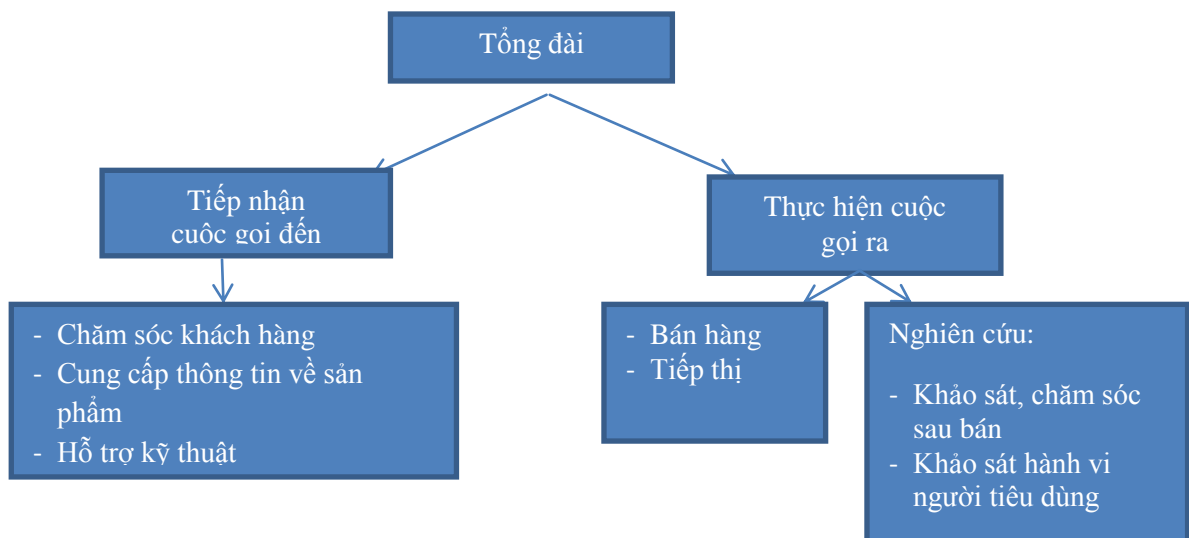 Tổng đài
Tiếp nhận
cuộc gọi đến
Thực hiện cuộc
gọi ra
- Chăm sóc khách hàng
- Cung cấp thông tin về sản
phẩm
- Hỗ trợ kỹ thuật
- Bán hàng
- Tiếp thị
Nghiên cứu:
- Khảo sát, chăm sóc
sau bán
- Khảo sát hành vi
người tiêu dùng